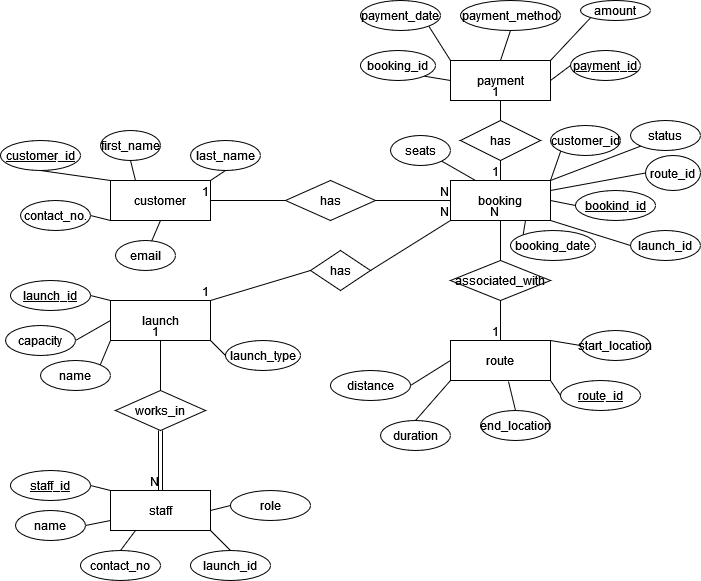 payment_date
payment_method
amount
booking_id
payment
payment_id
1
has
first_name
customer_id
last_name
seats
customer_id
status
1
route_id
customer
1
has
N
booking
bookind_id
contact_no.
N
N
booking_date
launch_id
email
has
associated_with
launch_id
1
launch
1
capacity
name
launch_type
1
route
start_location
distance
route_id
duration
end_location
works_in
staff_id
N
staff
role
name
contact_no
launch_id